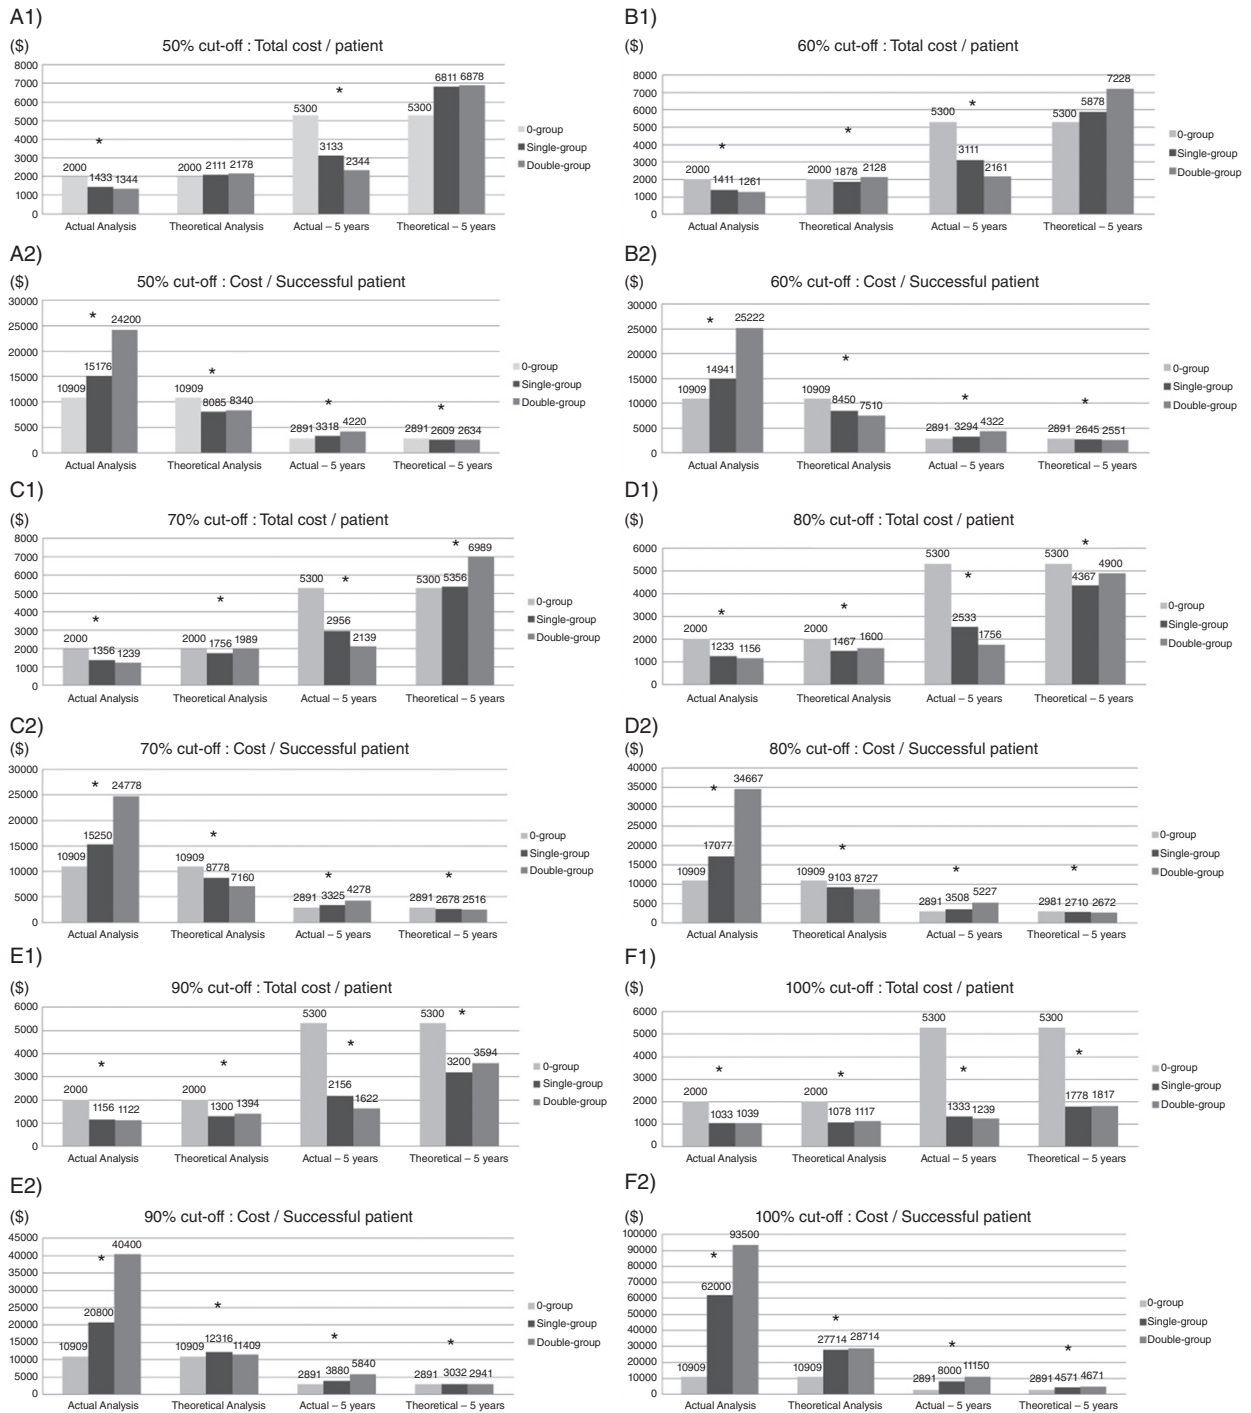 A1)
($)
50% cut-off : Total cost / patient
8000
7000
6000
5000
4000
3000
2000
1000
0
2000 1433 1344
*
2000 2111 2178
5300 3133 2344
*
5300 6811 6878
Actual Analysis Theoretical Analysis Actual – 5 years Theoretical – 5 years
0-group
Single-group
Double-group
B1)
($)
60% cut-off : Total cost / patient
8000
7000
6000
5000
4000
3000
2000
1000
0
2000 1411 1261
*
2000 1878 2128
*
5300 3111 2161
*
5300 5878 7228
Actual Analysis Theoretical Analysis Actual – 5 years Theoretical – 5 years
0-group
Single-group
Double-group
A2)
($)
50% cut-off : Cost / Successful patient
30000
25000
20000
15000
10000
5000
0
10909 15176 24200
*
10909 8085 8340
*
2891 3318 4220
*
2891 2609 2634
*
Actual Analysis Theoretical Analysis Actual – 5 years Theoretical – 5 years
0-group
Single-group
Double-group
B2)
($)
60% cut-off : Cost / Successful patient
30000
25000
20000
15000
10000
5000
0
10909 14941 25222
*
10909 8450 7510
*
2891 3294 4322
*
2891 2645 2551
*
Actual Analysis Theoretical Analysis Actual – 5 years Theoretical – 5 years
0-group
Single-group
Double-group
C1)
($)
70% cut-off : Total cost / patient
8000
7000
6000
5000
4000
3000
2000
1000
0
2000 1356 1239
*
2000 1756 1989
*
5300 2956 2139
*
5300 5356 6989
*
Actual Analysis Theoretical Analysis Actual – 5 years Theoretical – 5 years
0-group
Single-group
Double-group
D1)
($)
80% cut-off : Total cost / patient
6000
5000
4000
3000
2000
1000
0
2000 1233 1156
*
2000 1467 1600
*
5300 2533 1756
*
5300 4367 4900
*
Actual Analysis Theoretical Analysis Actual – 5 years Theoretical – 5 years
0-group
Single-group
Double-group
C2)
($)
70% cut-off : Cost / Successful patient
30000
25000
20000
15000
10000
5000
0
10909 15250 24778
*
10909 8778 7160
*
2891 3325 4278
*
2891 2678 2516
*
Actual Analysis Theoretical Analysis Actual – 5 years Theoretical – 5 years
0-group
Single-group
Double-group
D2)
($)
80% cut-off : Cost / Successful patient
40000
35000
30000
25000
20000
15000
10000
5000
0
10909 17077 34667
*
10909 9103 8727
*
2891 3508 5227
*
2981 2710 2672
*
Actual Analysis Theoretical Analysis Actual – 5 years Theoretical – 5 years
0-group
Single-group
Double-group
E1)
($)
90% cut-off : Total cost / patient
6000
5000
4000
3000
2000
1000
0
2000 1156 1122
*
2000 1300 1394
*
5300 2156 1622
*
5300 3200 3594
*
Actual Analysis Theoretical Analysis Actual – 5 years Theoretical – 5 years
0-group
Single-group
Double-group
F1)
($)
100% cut-off : Total cost / patient
6000
4000
3000
2000
1000
0
2000 1033 1039
*
2000 1078 1117
*
5300 1333 1239
*
5300 1778 1817
*
Actual Analysis Theoretical Analysis Actual – 5 years Theoretical – 5 years
0-group
Single-group
Double-group
E2)
($)
90% cut-off : Cost / Successful patient
45000
40000
35000
30000
25000
20000
15000
10000
5000
0
10909 20800 40400
*
10909 12316 11409
*
2891 3880 5840
*
2891 3032 2941
*
Actual Analysis Theoretical Analysis Actual – 5 years Theoretical – 5 years
0-group
Single-group
Double-group
F2)
($)
100% cut-off : Cost / Successful patient
100000
90000
80000
70000
60000
50000
40000
30000
20000
10000
0
10909 62000 93500
*
10909 27714 28714
*
2891 8000 11150
*
2891 4571 4671
*
Actual Analysis Theoretical Analysis Actual – 5 years Theoretical – 5 years
0-group
Single-group
Double-group